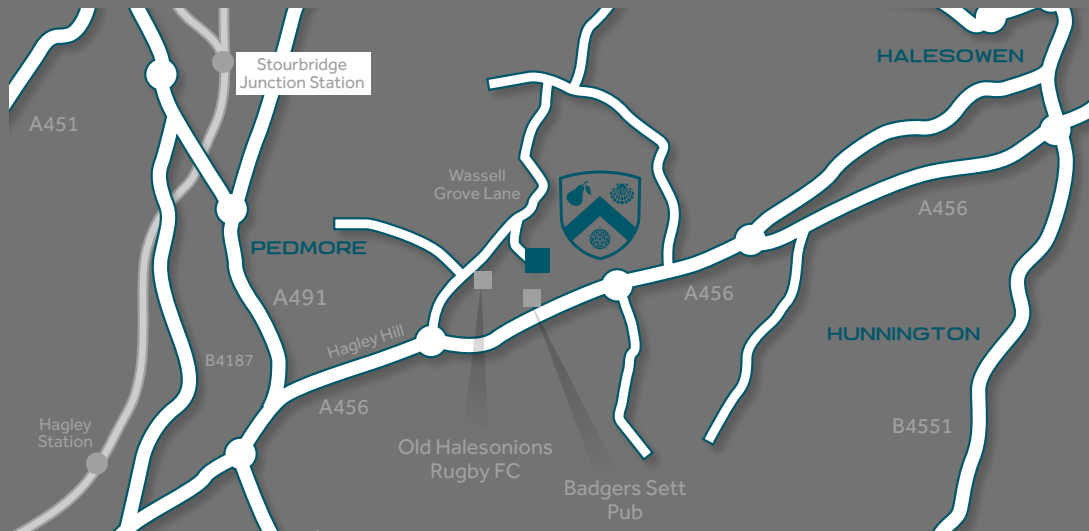 Stourbridge
Junction Station
HALESOWEN
A451
Wassell
Grove Lane
A456
PEDMORE
A491
A456
HUNNINGTON
Hagley Hill
B4187
A456
Hagley
Station
B4551
Old Halesonions
Rugby FC
Badgers Sett
Pub